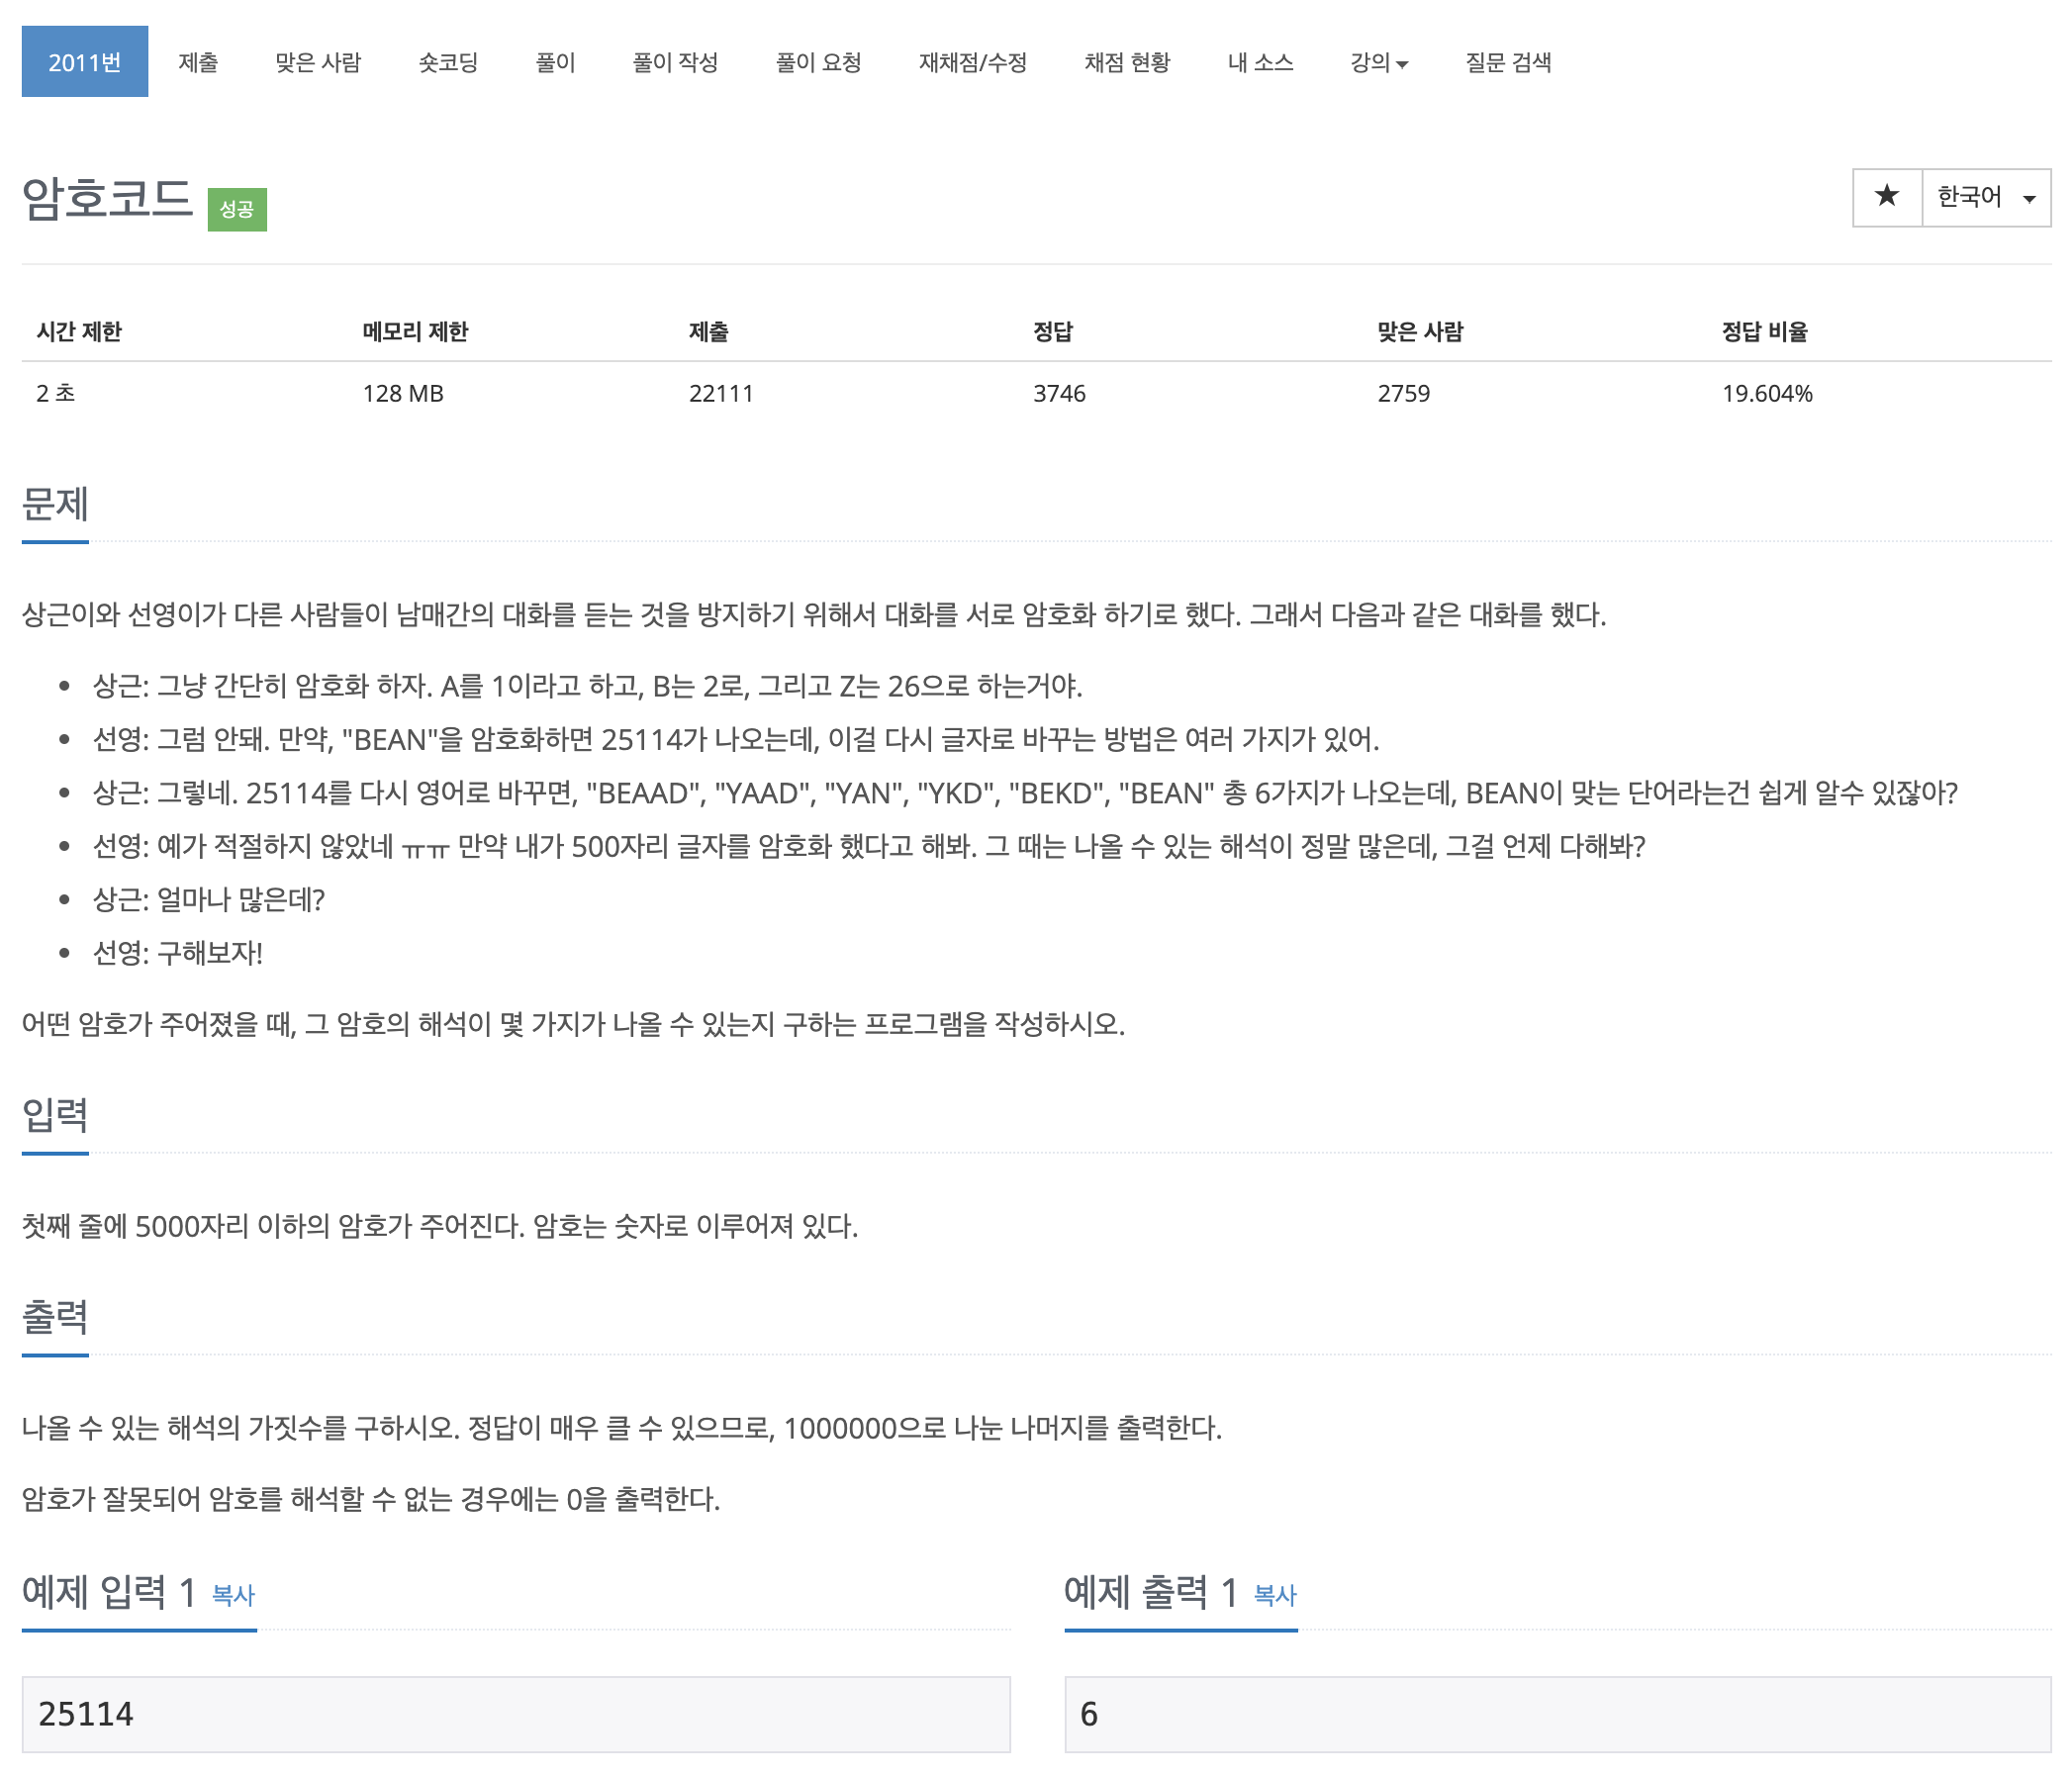 2011번 제출 맞은 사람 숏코딩 풀이 풀이 작성 풀이 요청 재채점/수정 채점 현황 내 소스 강의 질문 검색
암호코드 성공 ★ 한국어
시간 제한 메모리 제한 제출 정답 맞은 사람 정답 비율
2 초 128 MB 22111 3746 2759 19.604%
문제
상근이와 선영이가 다른 사람들이 남매간의 대화를 듣는 것을 방지하기 위해서 대화를 서로 암호화 하기로 했다. 그래서 다음과 같은 대화를 했다.
• 상근: 그냥 간단히 암호화 하자. A를 1이라고 하고, B는 2로, 그리고 Z는 26으로 하는거야.
• 선영: 그럼 안돼. 만약, "BEAN"을 암호화하면 25114가 나오는데, 이걸 다시 글자로 바꾸는 방법은 여러 가지가 있어.
• 상근: 그렇네. 25114를 다시 영어로 바꾸면, "BEAAD", "YAAD", "YAN", "YKD", "BEKD", "BEAN" 총 6가지가 나오는데, BEAN이 맞는 단어라는건 쉽게 알수 있잖아?
• 선영: 예가 적절하지 않았네 ㅠㅠ 만약 내가 500자리 글자를 암호화 했다고 해봐. 그 때는 나올 수 있는 해석이 정말 많은데, 그걸 언제 다해봐?
• 상근: 얼마나 많은데?
• 선영: 구해보자!
어떤 암호가 주어졌을 때, 그 암호의 해석이 몇 가지가 나올 수 있는지 구하는 프로그램을 작성하시오.
입력
첫째 줄에 5000자리 이하의 암호가 주어진다. 암호는 숫자로 이루어져 있다.
출력
나올 수 있는 해석의 가짓수를 구하시오. 정답이 매우 클 수 있으므로, 1000000으로 나눈 나머지를 출력한다.
암호가 잘못되어 암호를 해석할 수 없는 경우에는 0을 출력한다.
예제 입력 1 복사
25114
예제 출력 1 복사
6